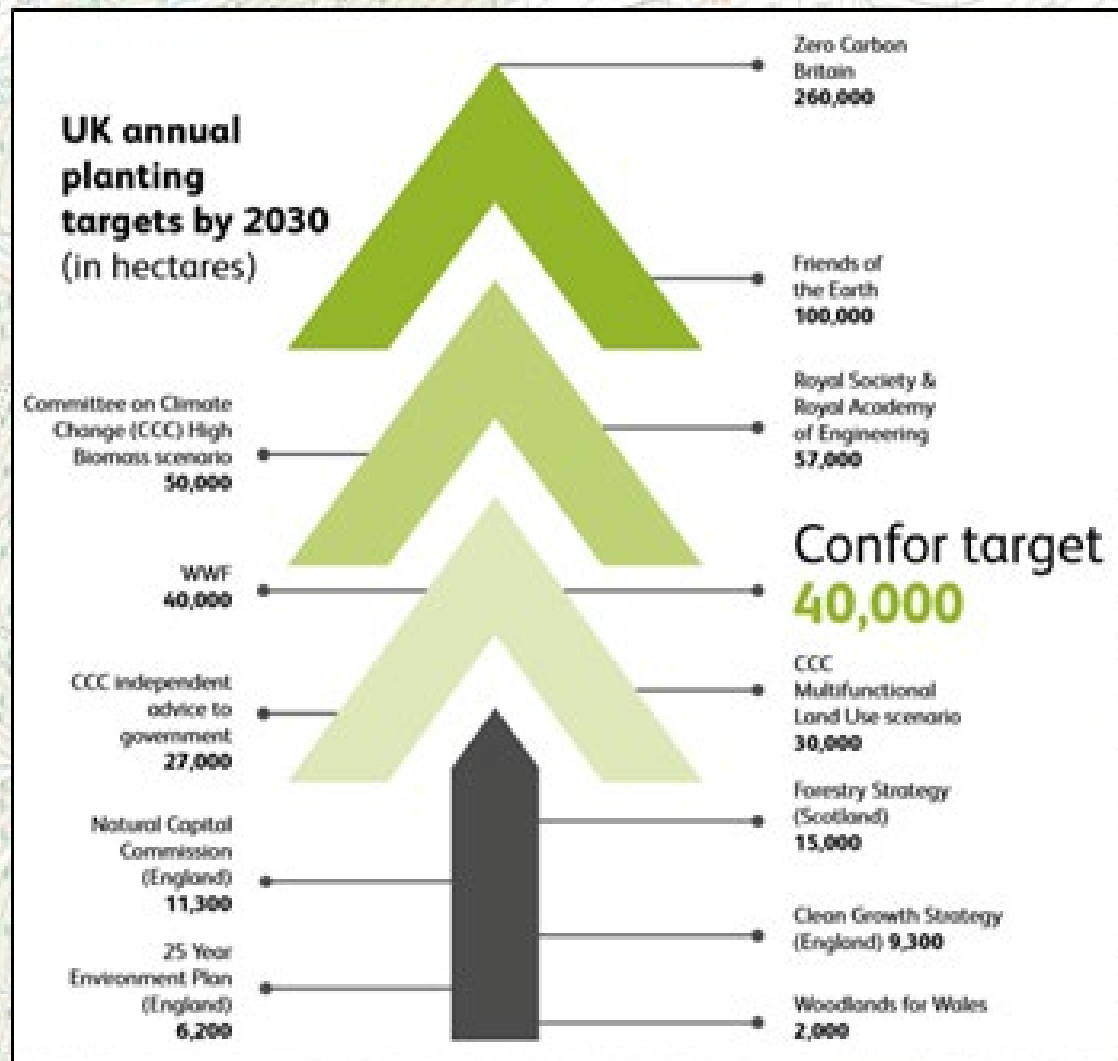 UK annual
planting
targets by 2030
(in hectares)
Zero Carbon
Britain
260,000
Friends of
the Earth
100,000
Committee on Climate
Change (CCC) High
Biomass scenario
50,000
Royal Society &
Royal Academy
of Engineering
57,000
WWF
40,000
Confor target
40,000
CCC independent
advice to
government
27,000
CCC
Multifunctional
Land Use scenario
30,000
Natural Capital
Commission
(England)
11,300
Forestry Strategy
(Scotland)
15,000
25 Year
Environment Plan
(England)
6,200
Clean Growth Strategy
(England) 9,300
Woodlands for Wales
2,000